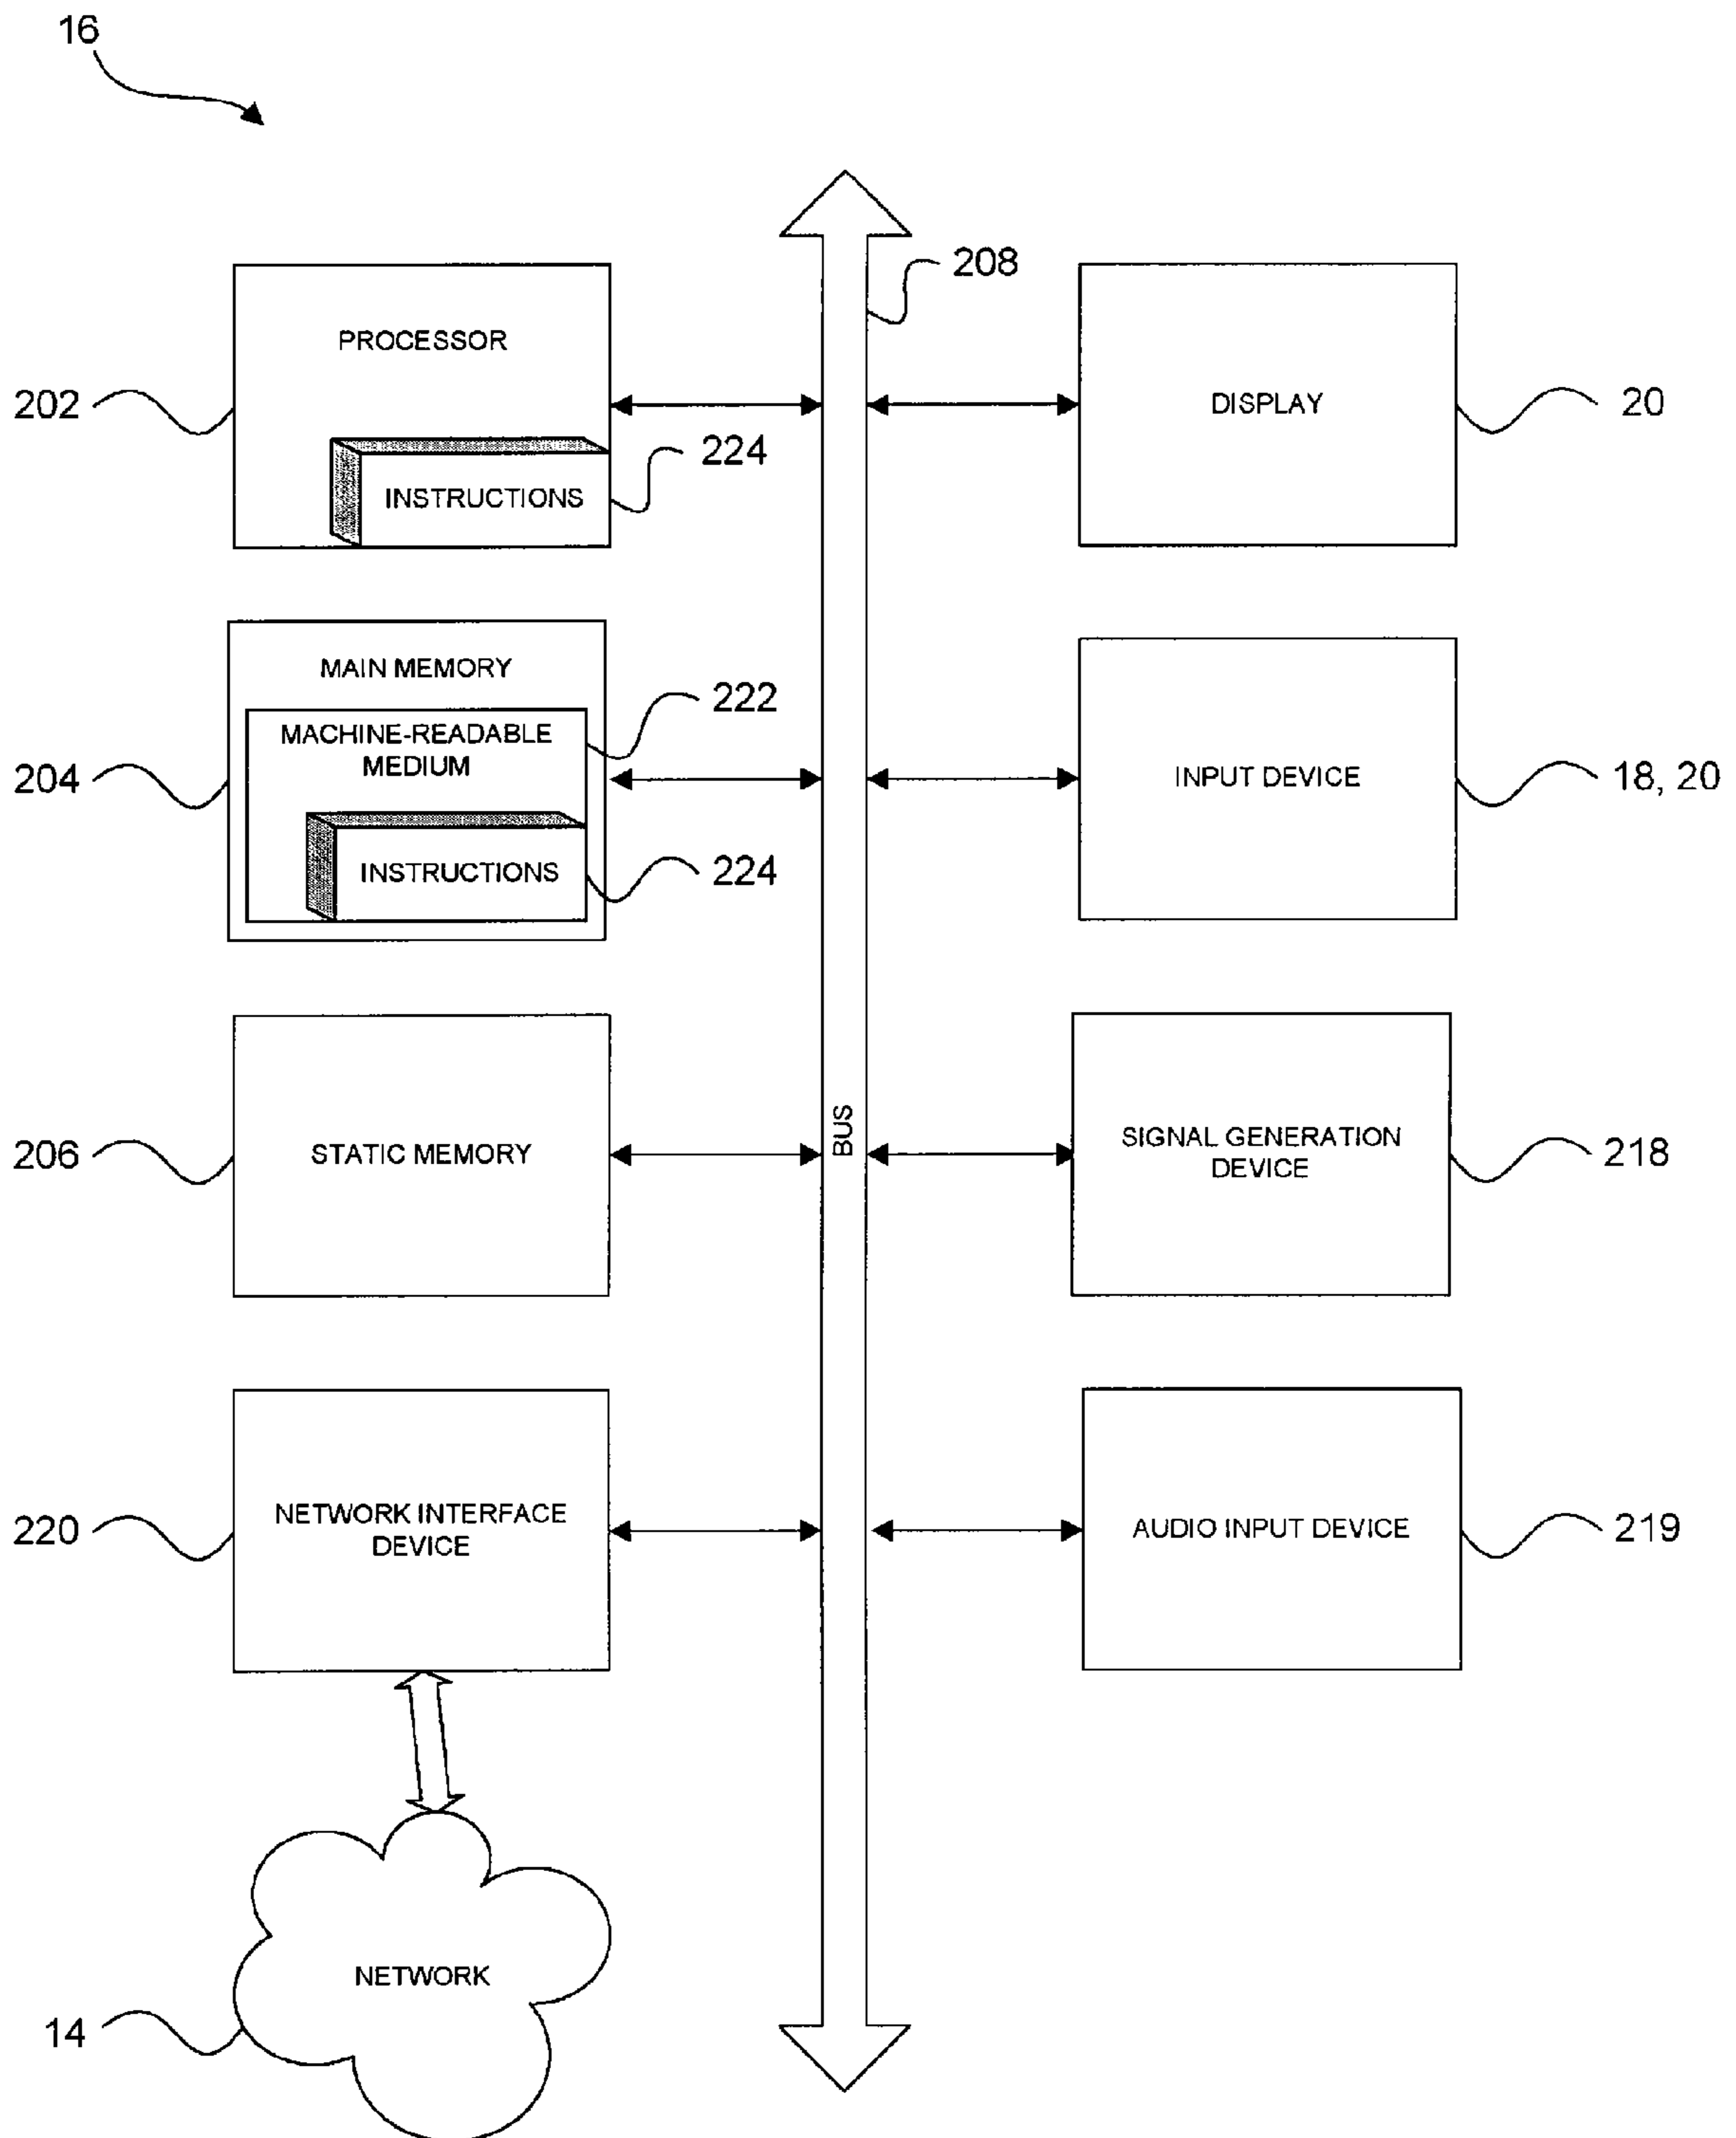 16
208
PROCESSOR
202
224
INSTRUCTIONS
DISPLAY
20
MAIN MEMORY
222
MACHINE-READABLE
MEDIUM
204
INSTRUCTIONS
224
INPUT DEVICE
18, 20
206
STATIC MEMORY
BUS
SIGNAL GENERATION
DEVICE
218
220
NETWORK INTERFACE
DEVICE
AUDIO INPUT DEVICE
219
NETWORK
14